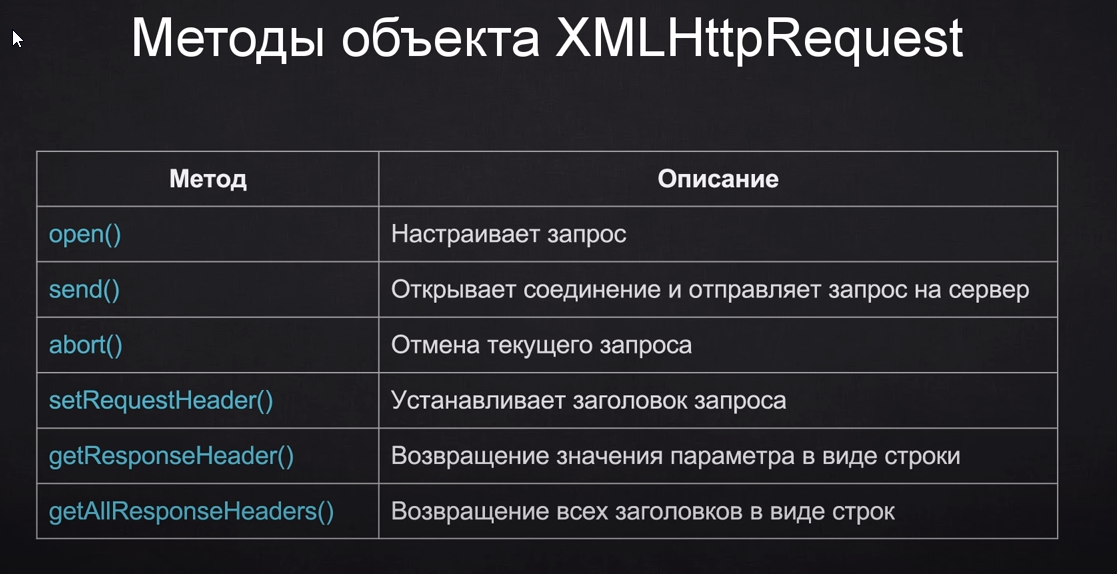 Методы объекта XMLHttpRequest
Метод Описание
open() Настраивает запрос
send() Открывает соединение и отправляет запрос на сервер
abort() Отмена текущего запроса
setRequestHeader() Устанавливает заголовок запроса
getResponseHeader() Возвращение значения параметра в виде строки
getAllResponseHeaders() Возвращение всех заголовков в виде строк